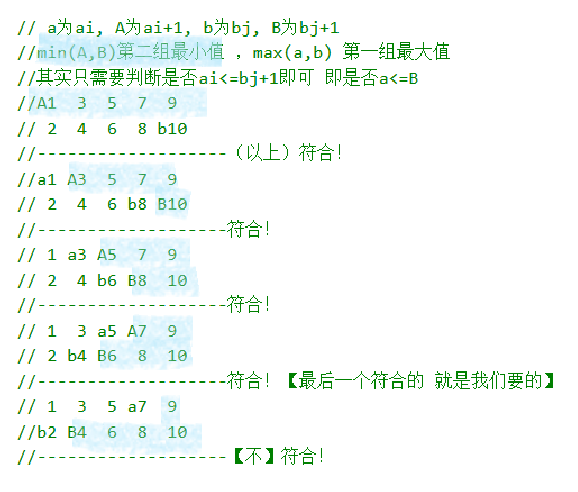 // a为ai, A为ai+1, b为bj, B为bj+1
//min(A,B)第二组最小值 , max(a,b) 第一组最大值
//其实只需要判断是否ai<=bj+1即可 即是否a<=B
//A1  3  5  7  9
// 2  4  6  8 b10
//-------------------（以上）符合!
//a1 A3  5  7  9
// 2  4  6 b8 B10
//-------------------符合!
// 1 a3 A5  7  9
// 2  4 b6 B8  10
//-------------------符合!
// 1  3 a5 A7  9
// 2 b4 B6  8  10
//-------------------符合!【最后一个符合的 就是我们要的】
// 1  3  5 a7  9
//b2 B4  6  8  10
//-------------------【不】符合!